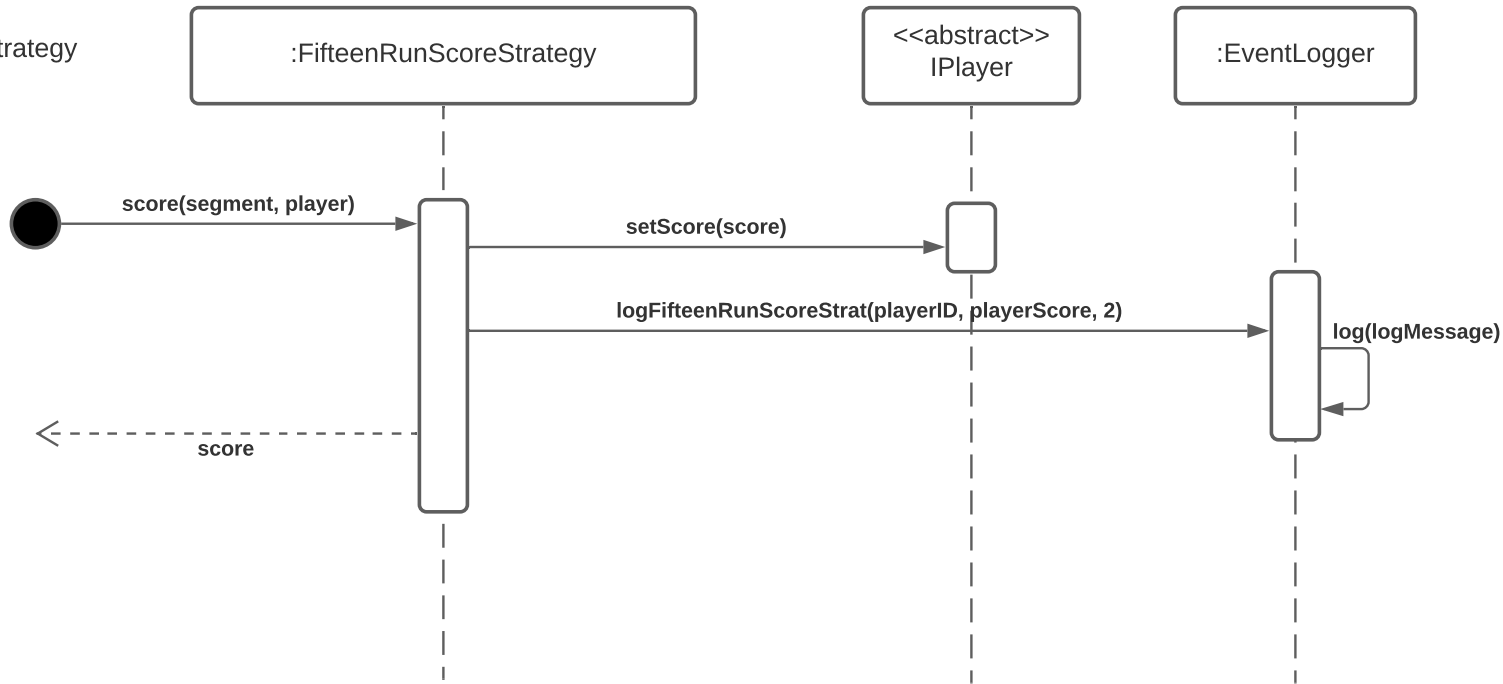 trategy
:FifteenRunScoreStrategy
<<abstract>>
IPlayer
:EventLogger
score(segment, player)
setScore(score)
logFifteenRunScoreStrat(playerID, playerScore, 2)
log(logMessage)
score